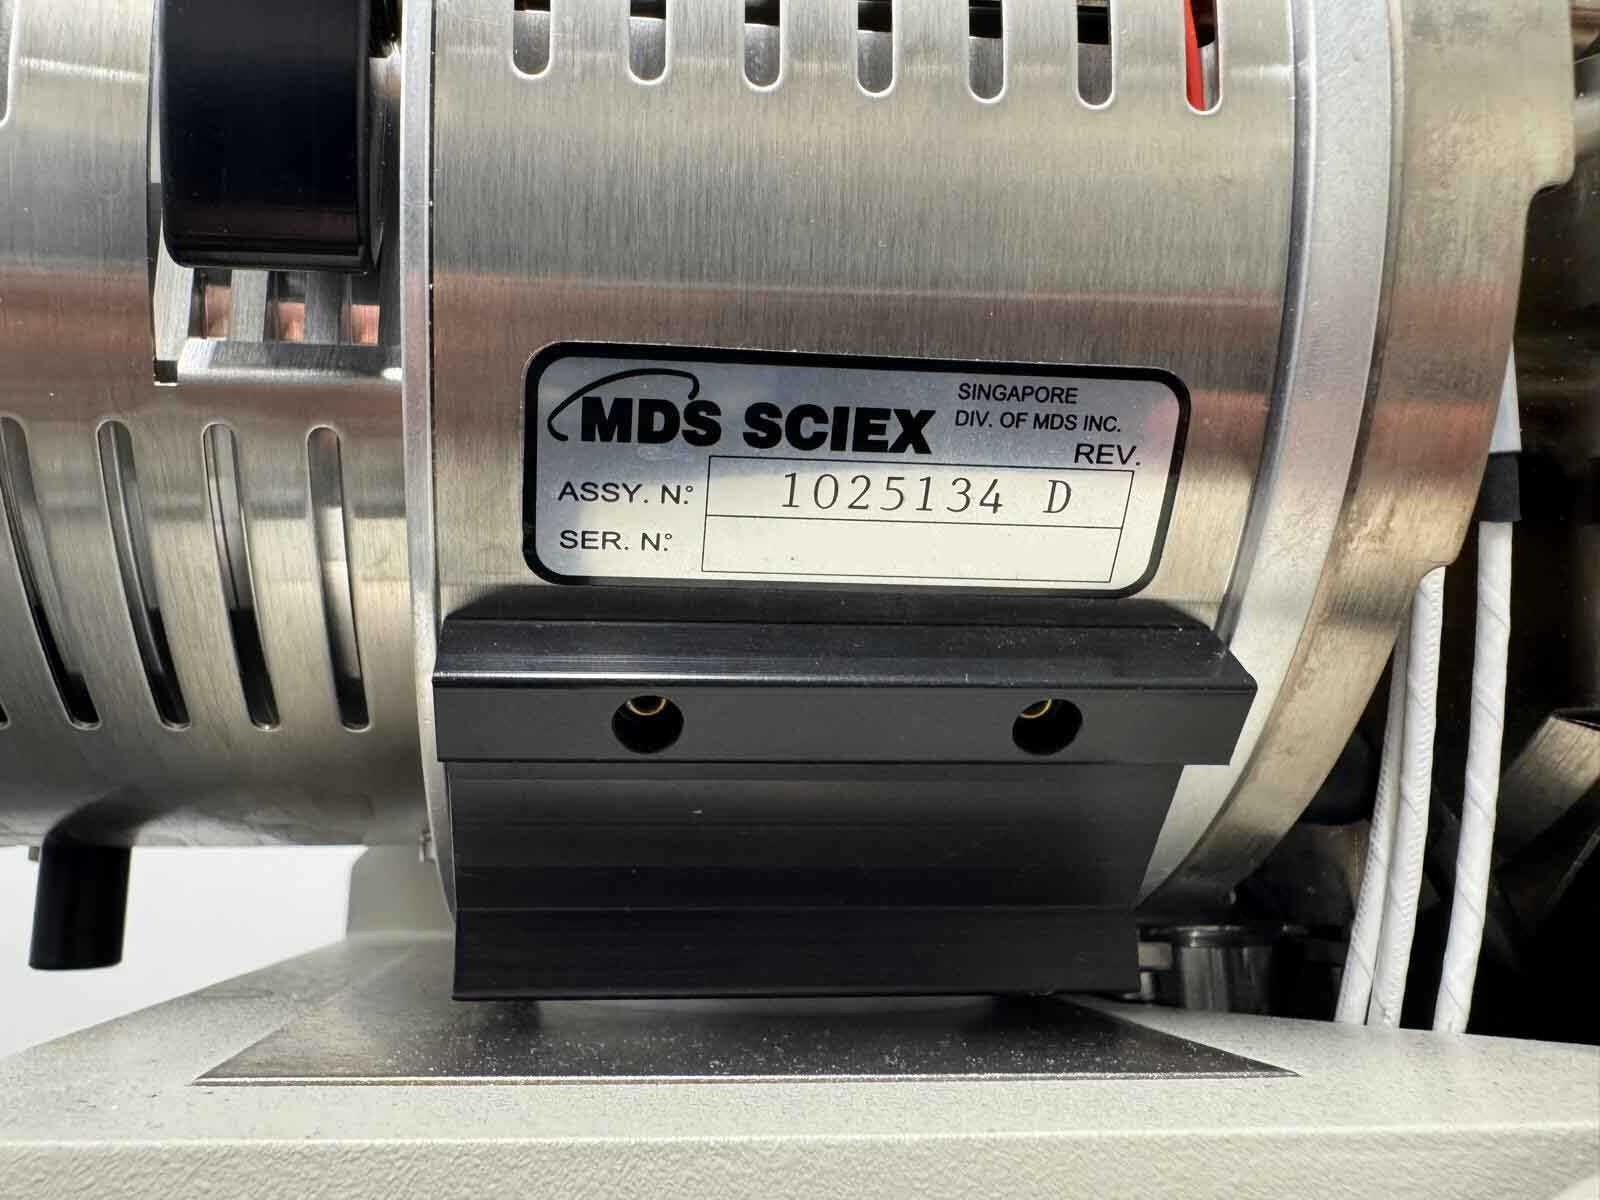 MDS SCIEX
SINGAPORE
DIV. OF MDS INC.
REV.
ASSY. N.° 1025134 D
SER. N.°